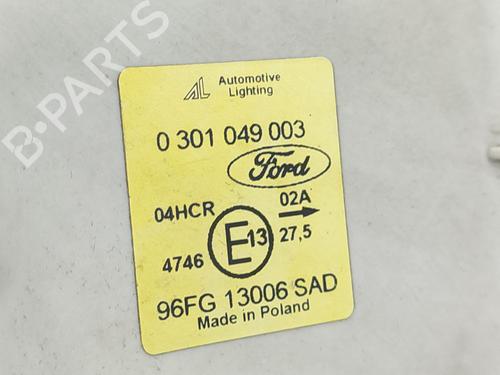 B-PARTS
AL Automotive
Lighting
0 301 049 003
Ford
04HCR 02A
4746 E13 27,5
96FG 13006 SAD
Made in Poland